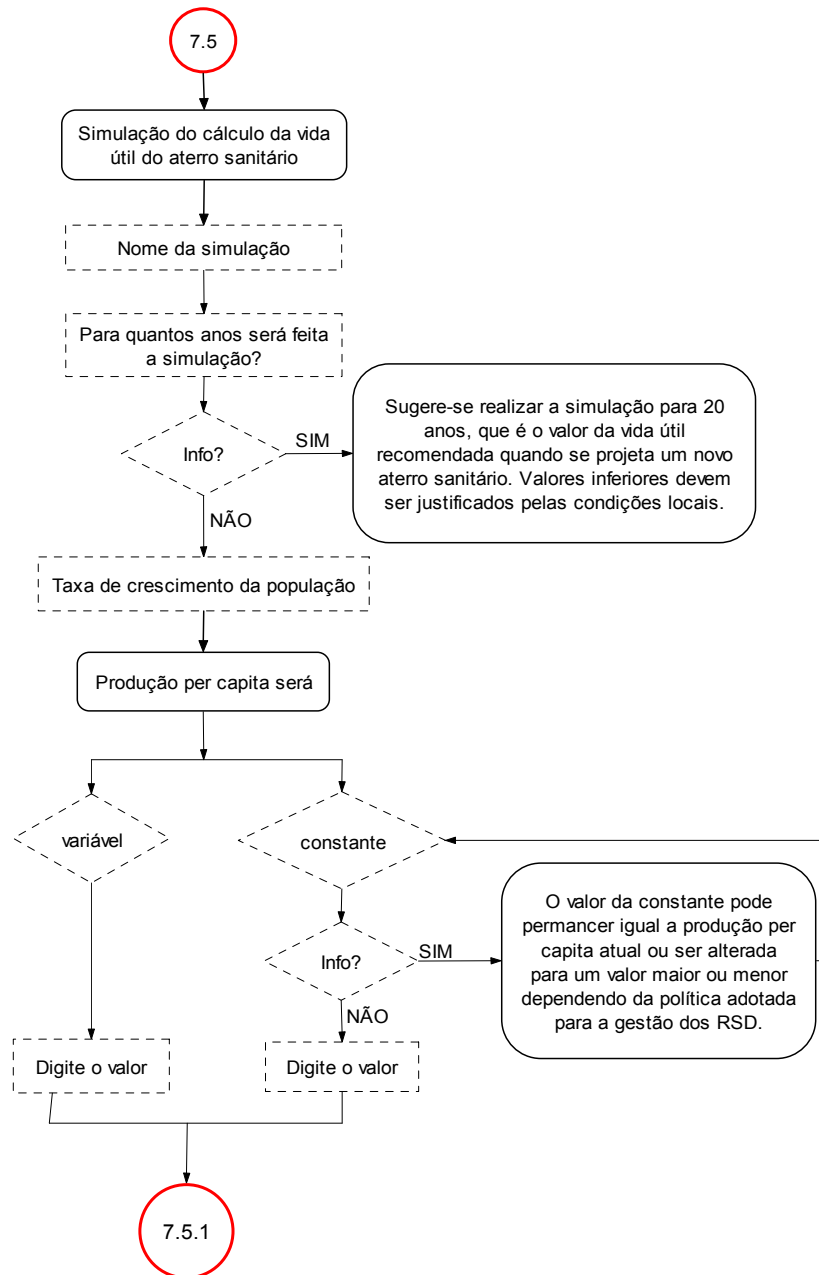 7.5
Simulação do cálculo da vida
útil do aterro sanitário
Nome da simulação
Para quantos anos será feita
a simulação?
Info?
SIM
Sugere-se realizar a simulação para 20
anos, que é o valor da vida útil
recomendada quando se projeta um novo
aterro sanitário. Valores inferiores devem
ser justificados pelas condições locais.
NÃO
Taxa de crescimento da população
Produção per capita será
variável
constante
Info?
SIM
O valor da constante pode
permancer igual a produção per
capita atual ou ser alterada
para um valor maior ou menor
dependendo da política adotada
para a gestão dos RSD.
NÃO
Digite o valor
Digite o valor
7.5.1